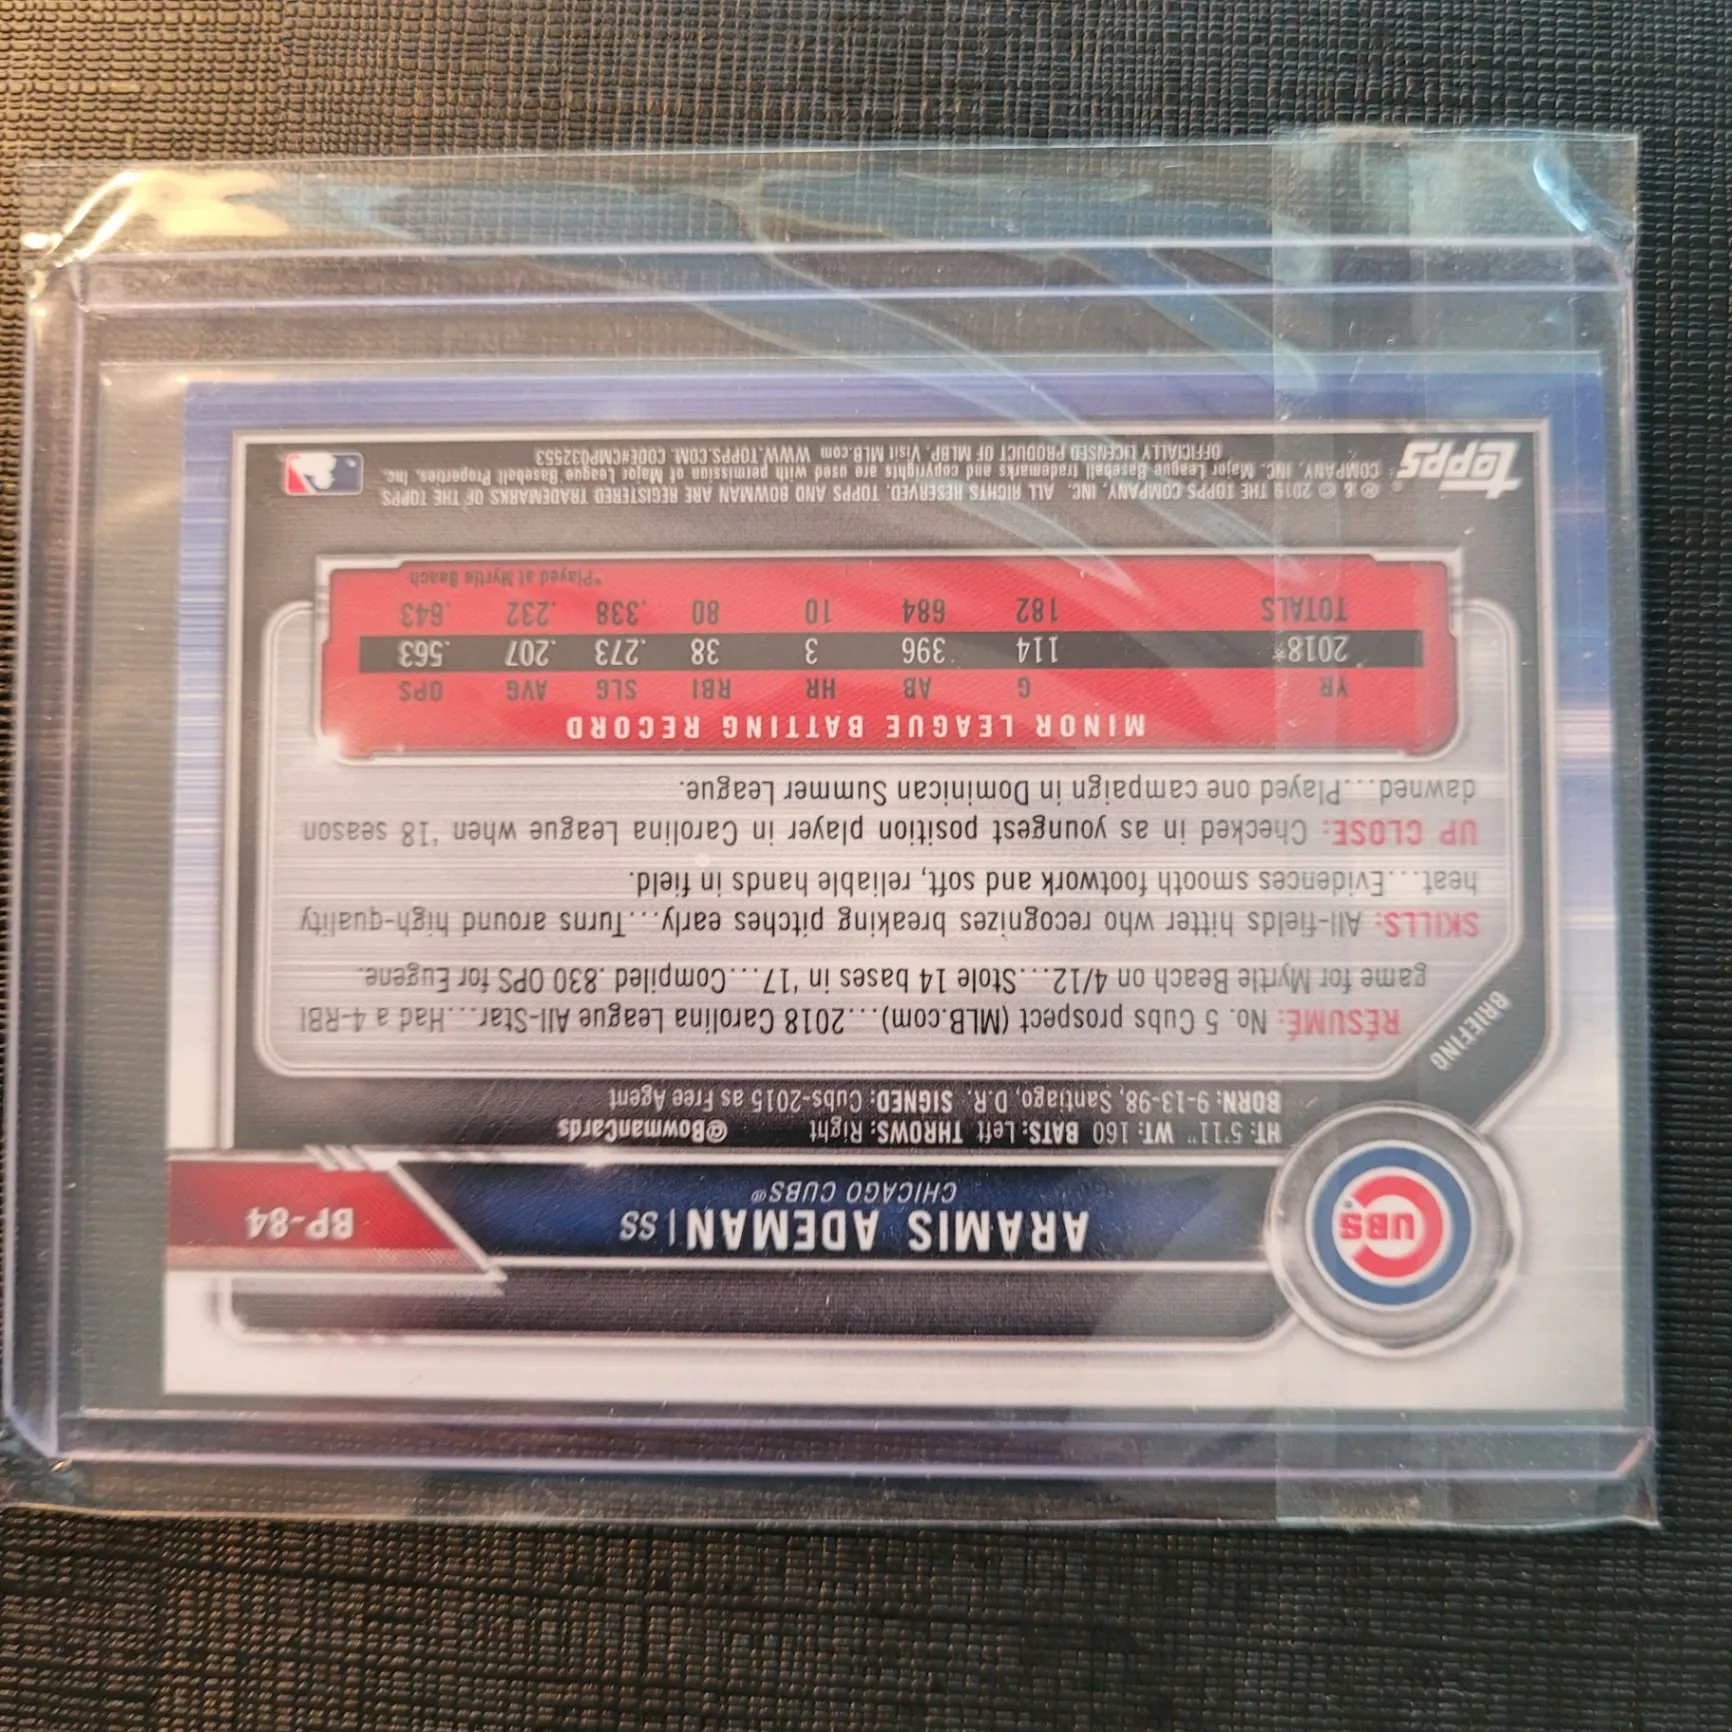 BP-84
ARAMIS ADEMAN | SS
CHICAGO CUBS®
CUBS
HT: 5'11" WT: 160 BATS: Left THROWS: Right @BowmanCards
BORN: 9-13-98, Santiago, D.R. SIGNED: Cubs-2015 as Free Agent
BRIEFING
RÉSUMÉ: No. 5 Cubs prospect (MLB.com)...2018 Carolina League All-Star...Had a 4-RBI
game for Myrtle Beach on 4/12...Stole 14 bases in '17...Compiled .830 OPS for Eugene.
SKILLS: All-fields hitter who recognizes breaking pitches early...Turns around high-quality
heat...Evidences smooth footwork and soft, reliable hands in field.
UP CLOSE: Checked in as youngest position player in Carolina League when '18 season
dawned...Played one campaign in Dominican Summer League.
MINOR LEAGUE BATTING RECORD
YR G AB HR RBI SLG AVG OPS
2018* 114 396 3 38 .273 .207 .563
TOTALS 182 684 10 80 .338 .232 .643
*Played at Myrtle Beach
® & © 2019 THE TOPPS COMPANY, INC. ALL RIGHTS RESERVED. TOPPS AND BOWMAN ARE REGISTERED TRADEMARKS OF THE TOPPS
COMPANY, INC. Major League Baseball trademarks and copyrights are used with permission of Major League Baseball Properties, Inc.
OFFICIALLY LICENSED PRODUCT OF MLBP. Visit MLB.com WWW.TOPPS.COM. CODE#CMP032553
topps